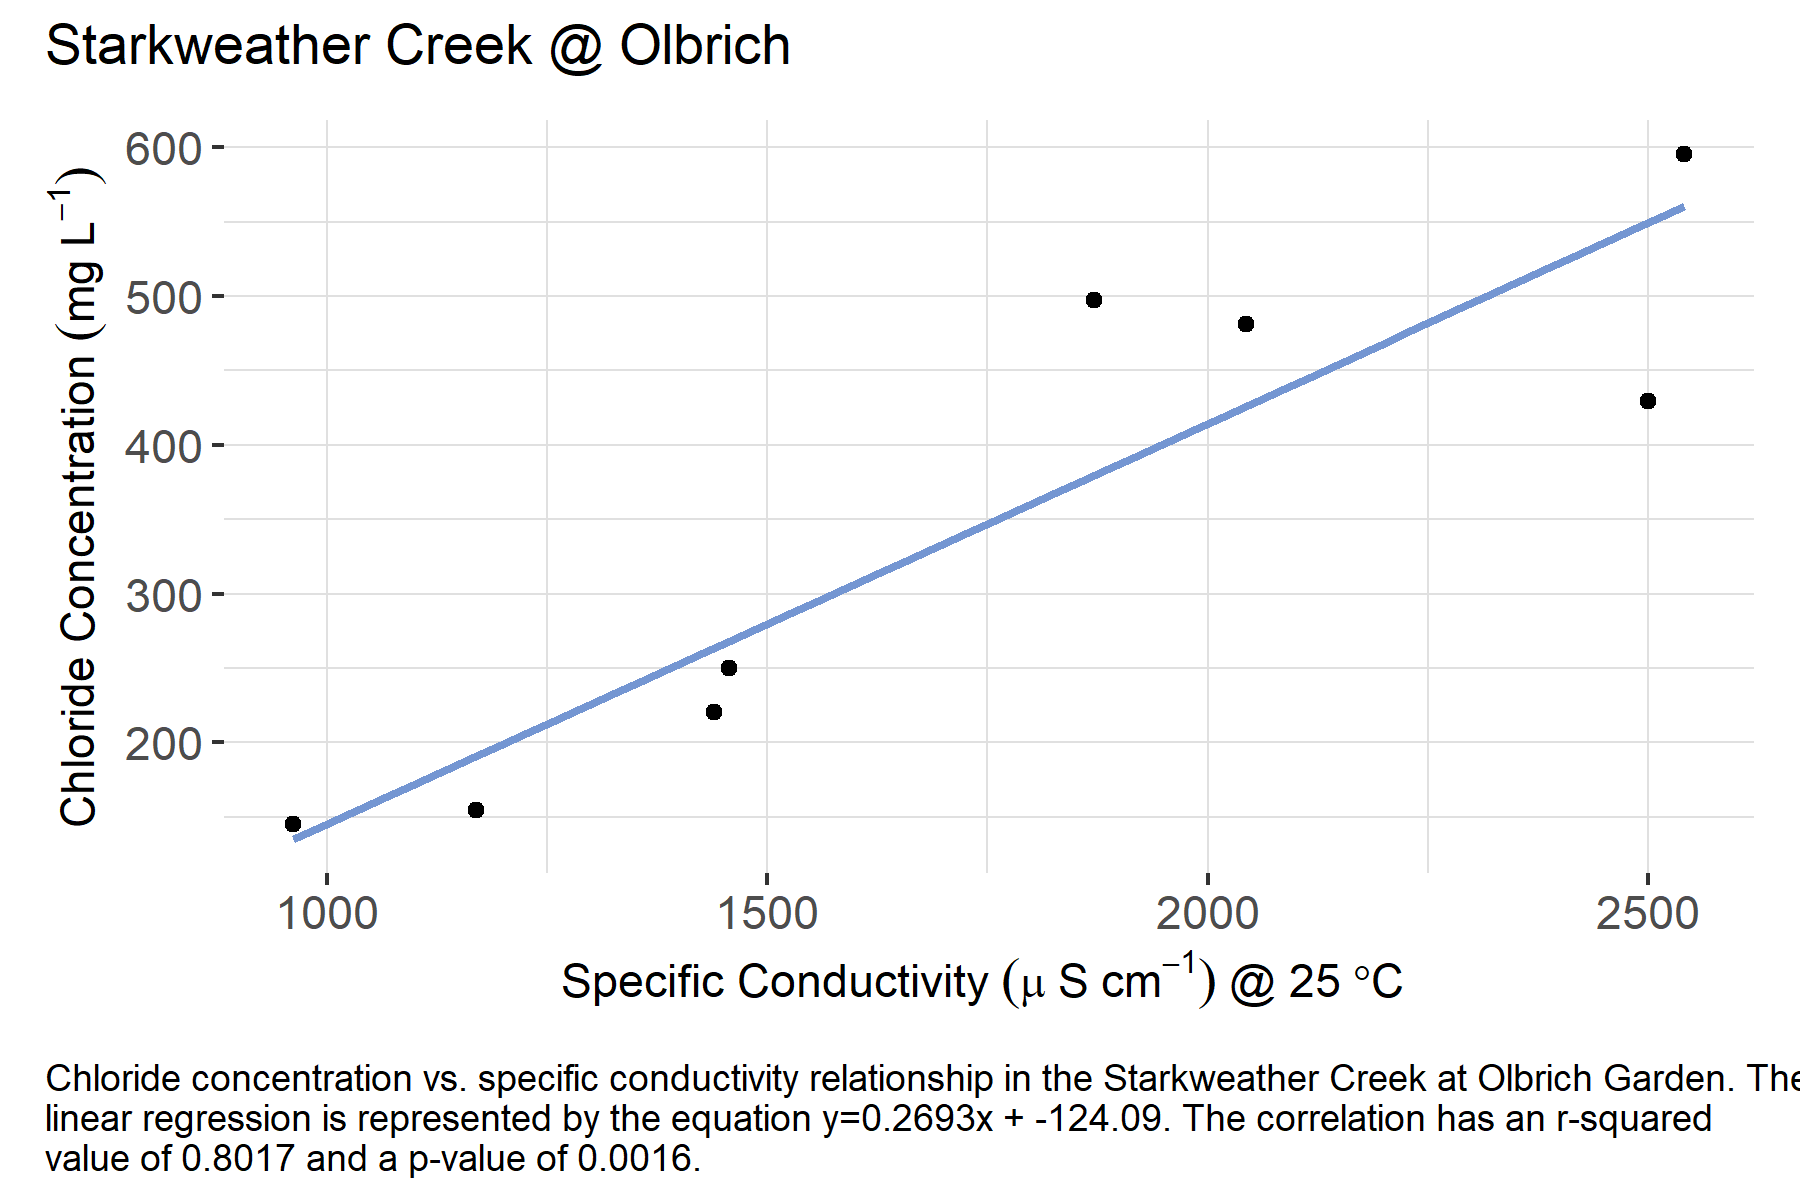 Starkweather Creek @ Olbrich
600
500
400
300
200
Chloride Concentration (mg L⁻¹)
1000 1500 2000 2500
Specific Conductivity (μ S cm⁻¹) @ 25 °C
Chloride concentration vs. specific conductivity relationship in the Starkweather Creek at Olbrich Garden. The
linear regression is represented by the equation y=0.2693x + -124.09. The correlation has an r-squared
value of 0.8017 and a p-value of 0.0016.